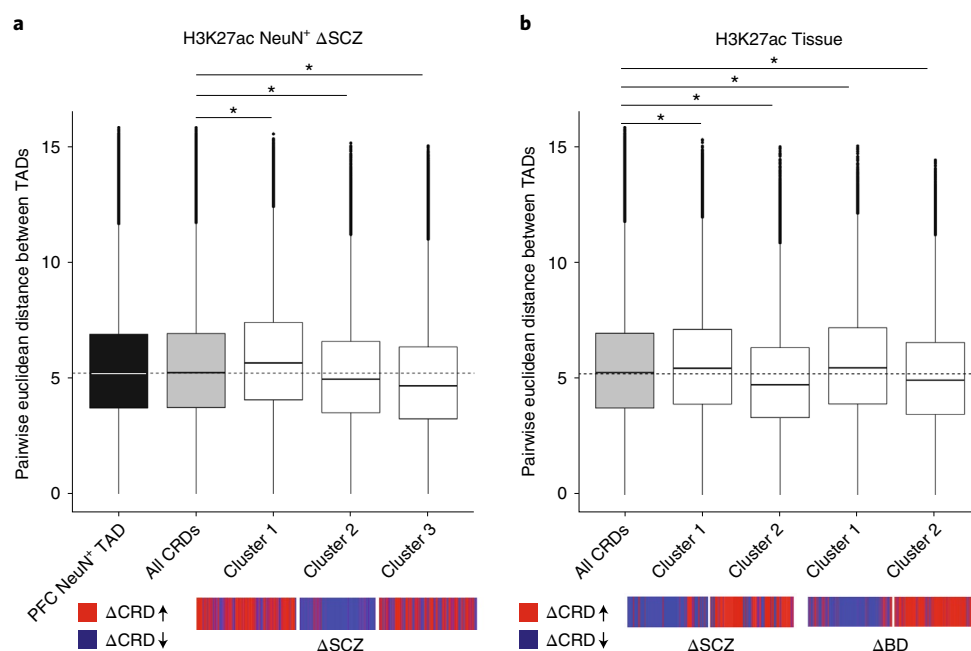 a
H3K27ac NeuN⁺ ΔSCZ
*
*
*
Pairwise euclidean distance between TADs
15
10
5
0
PFC NeuN⁺ TAD
All CRDs
Cluster 1
Cluster 2
Cluster 3
ΔCRD ↑
ΔCRD ↓
ΔSCZ
b
H3K27ac Tissue
*
*
*
*
Pairwise euclidean distance between TADs
15
10
5
0
All CRDs
Cluster 1
Cluster 2
Cluster 1
Cluster 2
ΔCRD ↑
ΔCRD ↓
ΔSCZ
ΔBD